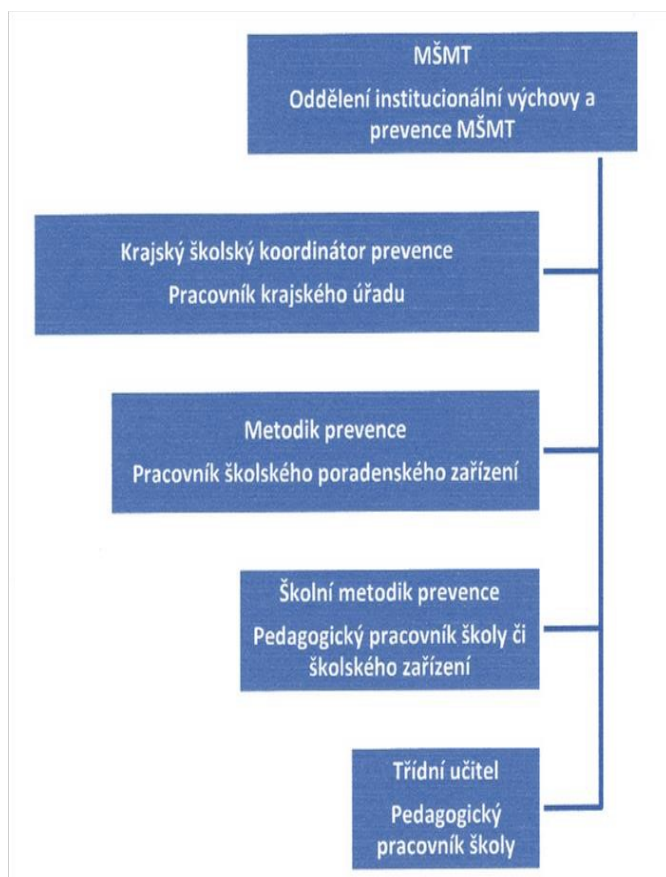 MŠMT
Oddělení institucionální výchovy a
prevence MŠMT
Krajský školský koordinátor prevence
Pracovník krajského úřadu
Metodik prevence
Pracovník školského poradenského zařízení
Školní metodik prevence
Pedagogický pracovník školy či
školského zařízení
Třídní učitel
Pedagogický
pracovník školy